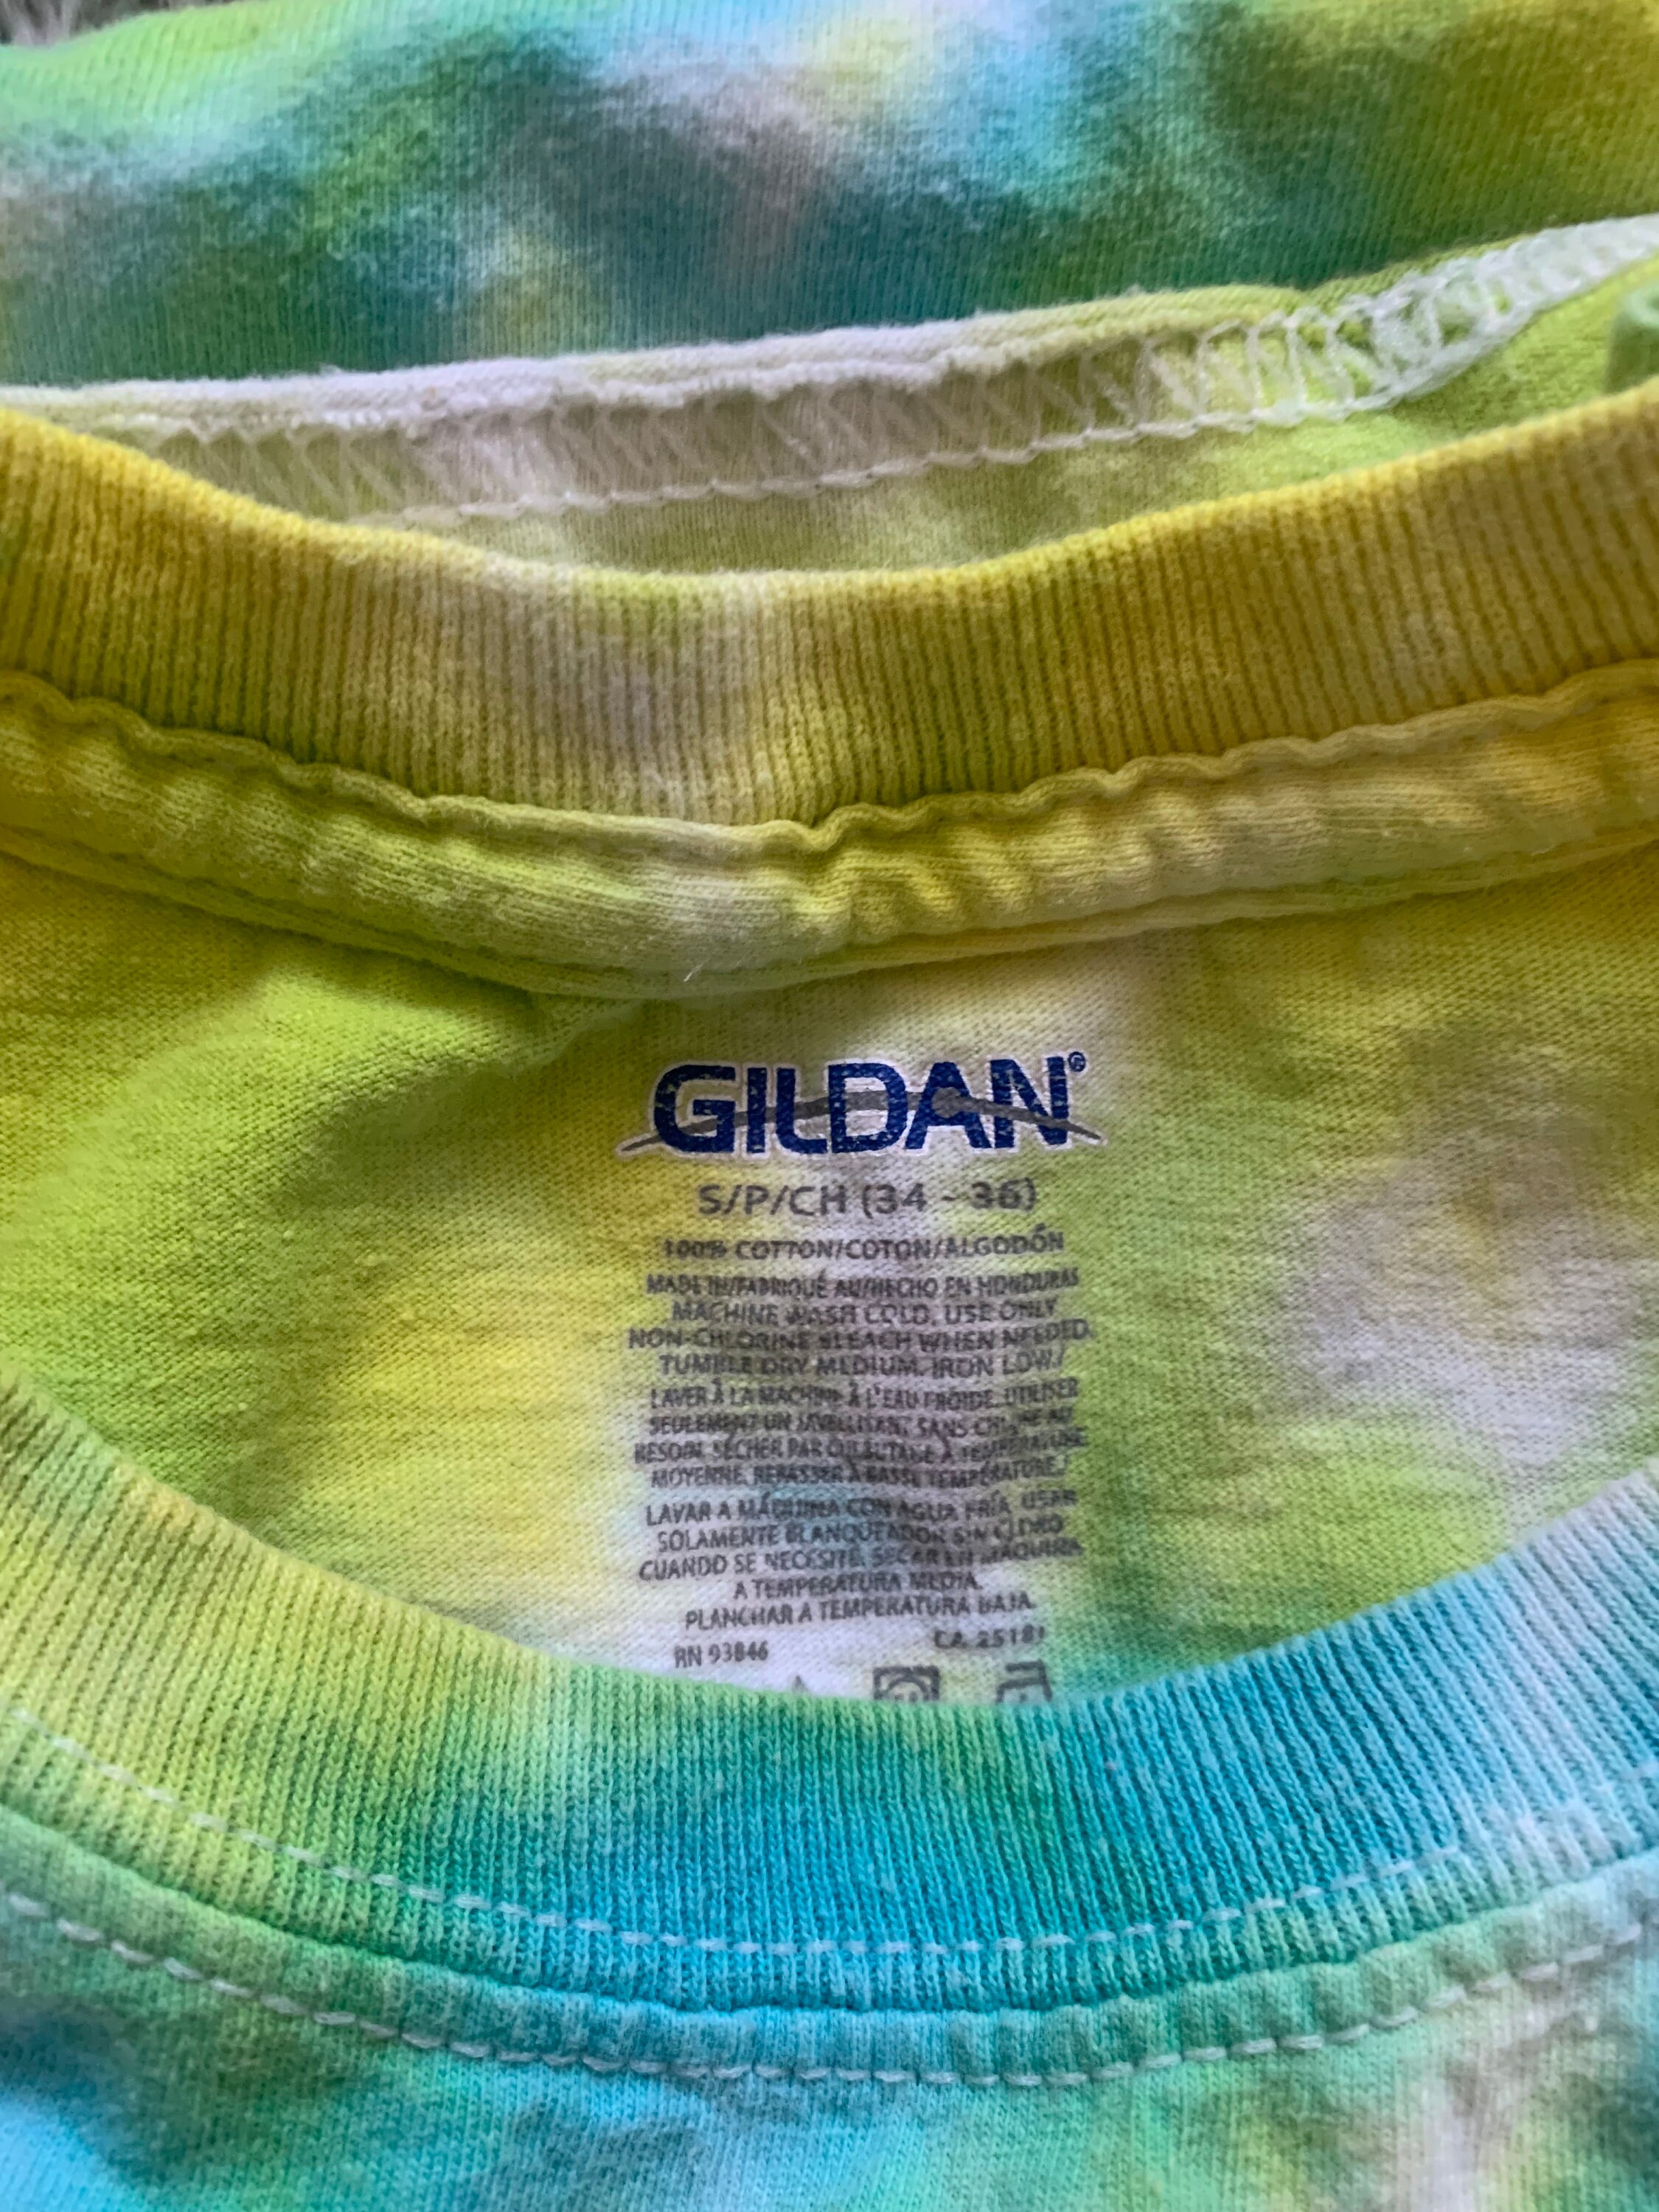 GILDAN®
S/P/CH (34 - 36)
100% COTTON/COTON/ALGODÓN
MADE IN/FABRIQUÉ AU/HECHO EN HONDURAS
MACHINE WASH COLD. USE ONLY
NON-CHLORINE BLEACH WHEN NEEDED.
TUMBLE DRY MEDIUM. IRON LOW./
LAVER À LA MACHINE À L'EAU FROIDE. UTILISER
SEULEMENT UN JAVELLISANT SANS CHLORE AU
BESOIN. SÉCHER PAR CULBUTAGE À TEMPÉRATURE
MOYENNE. REPASSER À BASSE TEMPÉRATURE./
LAVAR A MÁQUINA CON AGUA FRÍA. USAR
SOLAMENTE BLANQUEADOR SIN CLORO
CUANDO SE NECESITE. SECAR EN MÁQUINA
A TEMPERATURA MEDIA.
PLANCHAR A TEMPERATURA BAJA.
RN 93846 CA 25181